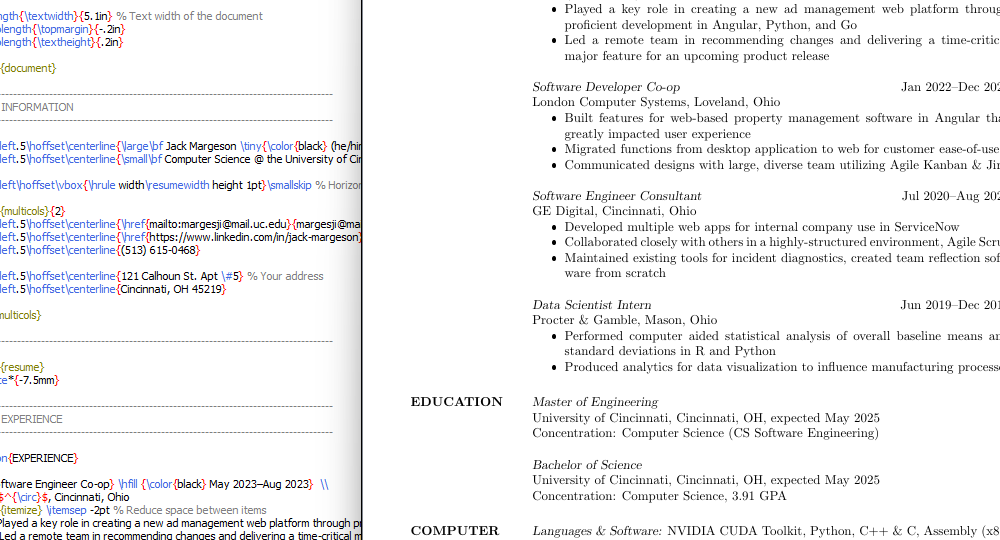 ngth{\textwidth}{5.1in} % Text width of the document
length{\topmargin}{-.2in}
length{\textheight}{.2in}
{document}
INFORMATION
left.5\hoffset\centerline{\large\bf Jack Margeson \tiny{\color{black} (he/hi
left.5\hoffset\centerline{\small\bf Computer Science @ the University of Ci
left\hoffset\vbox{\hrule width\resumewidth height 1pt}\smallskip % Horizor
{multicols}{2}
left.5\hoffset\centerline{\href{mailto:margesji@mail.uc.edu}{margesji@ma
left.5\hoffset\centerline{\href{https://www.linkedin.com/in/jack-margeson}
left.5\hoffset\centerline{(513) 615-0468}
left.5\hoffset\centerline{121 Calhoun St. Apt \#5} % Your address
left.5\hoffset\centerline{Cincinnati, OH 45219}
multicols}
{resume}
ce*{-7.5mm}
EXPERIENCE
on{EXPERIENCE}
oftware Engineer Co-op} \hfill {\color{black} May 2023–Aug 2023} \\
$^{\circ}$, Cincinnati, Ohio
{itemize} \itemsep -2pt % Reduce space between items
Played a key role in creating a new ad management web platform through pr
Led a remote team in recommending changes and delivering a time-critical m
• Played a key role in creating a new ad management web platform throug
proficient development in Angular, Python, and Go
• Led a remote team in recommending changes and delivering a time-critic
major feature for an upcoming product release
Software Developer Co-op Jan 2022–Dec 202
London Computer Systems, Loveland, Ohio
• Built features for web-based property management software in Angular tha
greatly impacted user experience
• Migrated functions from desktop application to web for customer ease-of-use
• Communicated designs with large, diverse team utilizing Agile Kanban & Jir
Software Engineer Consultant Jul 2020–Aug 202
GE Digital, Cincinnati, Ohio
• Developed multiple web apps for internal company use in ServiceNow
• Collaborated closely with others in a highly-structured environment, Agile Scru
• Maintained existing tools for incident diagnostics, created team reflection sof
ware from scratch
Data Scientist Intern Jun 2019–Dec 201
Procter & Gamble, Mason, Ohio
• Performed computer aided statistical analysis of overall baseline means an
standard deviations in R and Python
• Produced analytics for data visualization to influence manufacturing processe
EDUCATION Master of Engineering
University of Cincinnati, Cincinnati, OH, expected May 2025
Concentration: Computer Science (CS Software Engineering)
Bachelor of Science
University of Cincinnati, Cincinnati, OH, expected May 2025
Concentration: Computer Science, 3.91 GPA
COMPUTER Languages & Software: NVIDIA CUDA Toolkit, Python, C++ & C, Assembly (x8